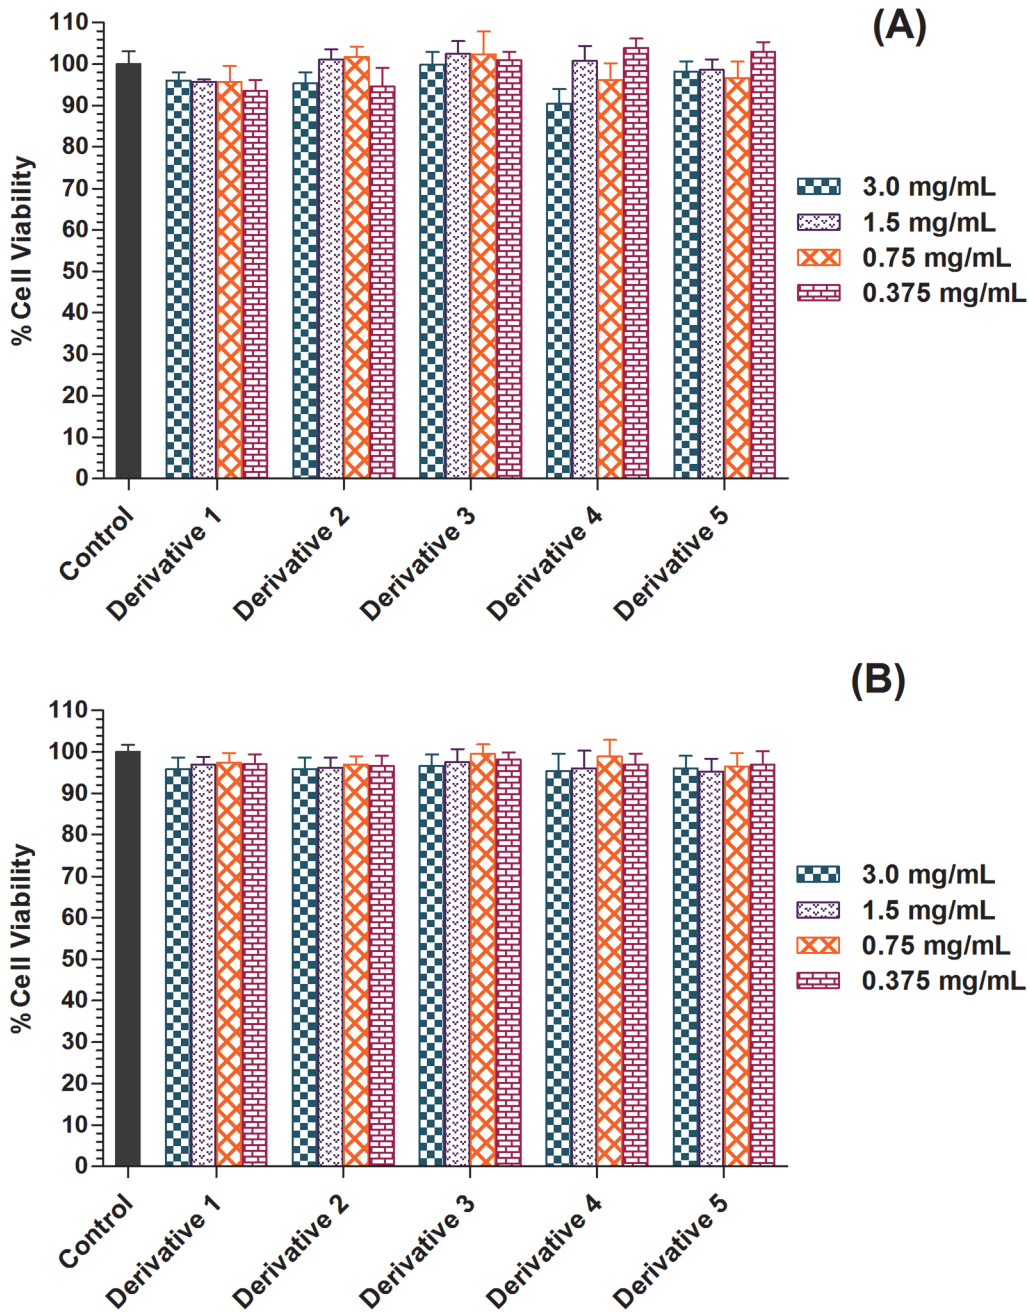 (A)
110
100
90
80
70
60
50
40
30
20
10
0
% Cell Viability
3.0 mg/mL
1.5 mg/mL
0.75 mg/mL
0.375 mg/mL
Control
Derivative 1
Derivative 2
Derivative 3
Derivative 4
Derivative 5
(B)
110
100
90
80
70
60
50
40
30
20
10
0
% Cell Viability
3.0 mg/mL
1.5 mg/mL
0.75 mg/mL
0.375 mg/mL
Control
Derivative 1
Derivative 2
Derivative 3
Derivative 4
Derivative 5